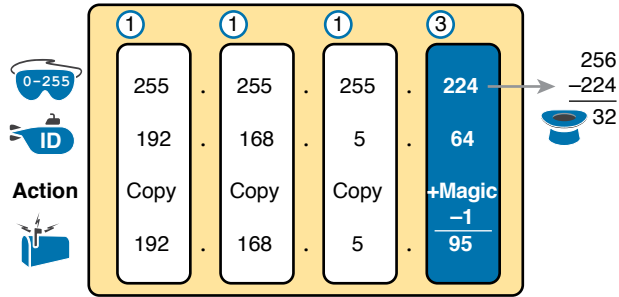 1 1 1 3
0–255 255 . 255 . 255 . 224 256
–224
32
ID 192 . 168 . 5 . 64
Action Copy Copy Copy +Magic
–1
192 . 168 . 5 . 95